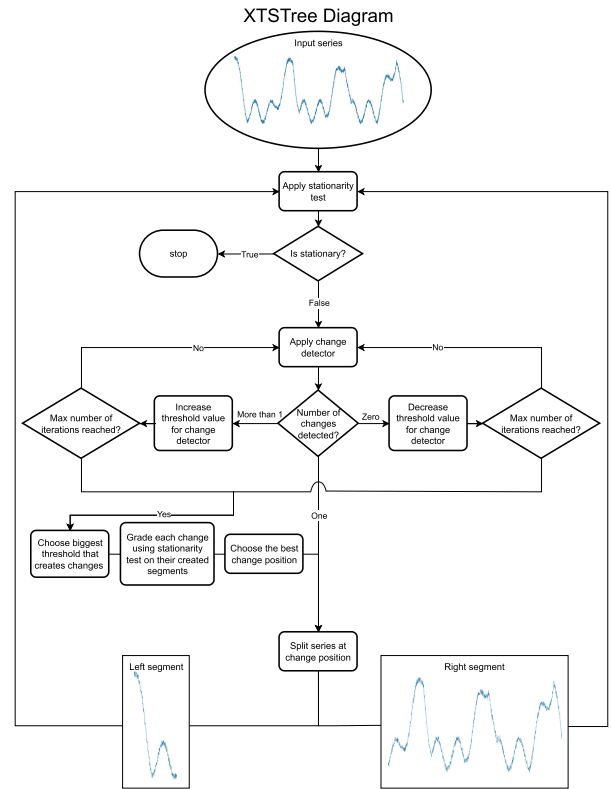 XTSTree Diagram
Input series
Apply stationarity
test
Is stationary?
True
stop
False
Apply change
detector
No
No
Max number of
iterations reached?
Increase
threshold value
for change
detector
More than 1
Number of
changes
detected?
Zero
Decrease
threshold value
for change
detector
Max number of
iterations reached?
Yes
One
Choose biggest
threshold that
creates changes
Grade each change
using stationarity
test on their created
segments
Choose the best
change position
Split series at
change position
Left segment
Right segment